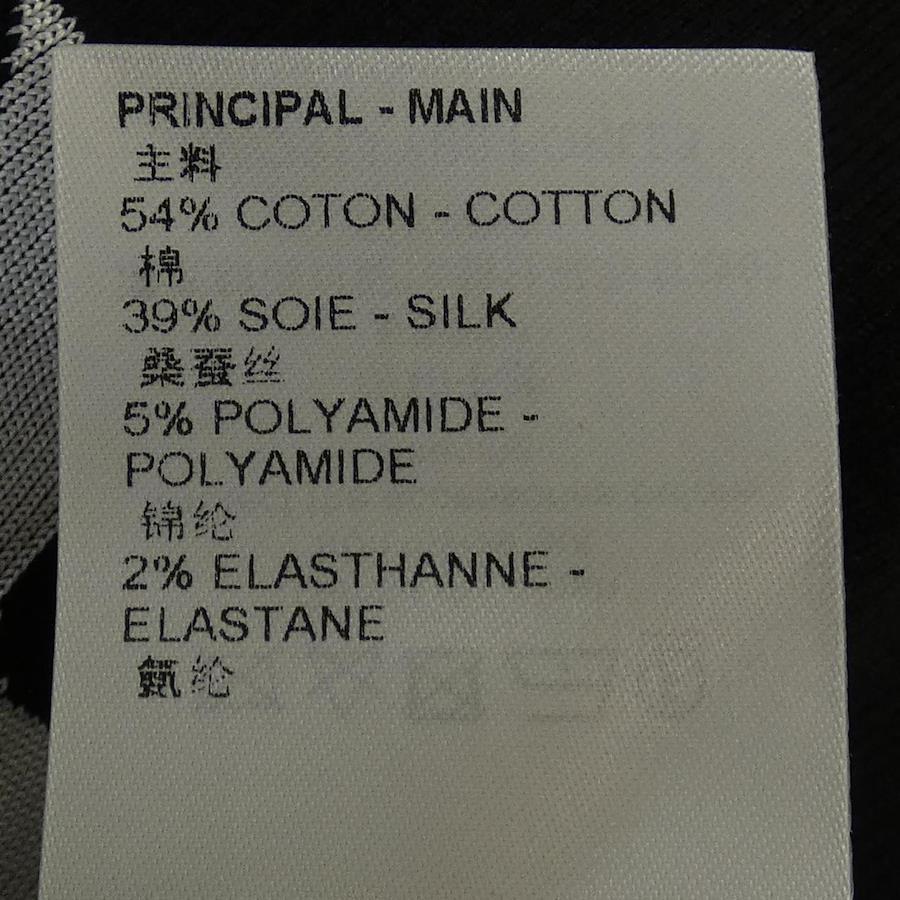 PRINCIPAL - MAIN
主料
54% COTON - COTTON
棉
39% SOIE - SILK
桑蚕丝
5% POLYAMIDE -
POLYAMIDE
锦纶
2% ELASTHANNE -
ELASTANE
氨纶